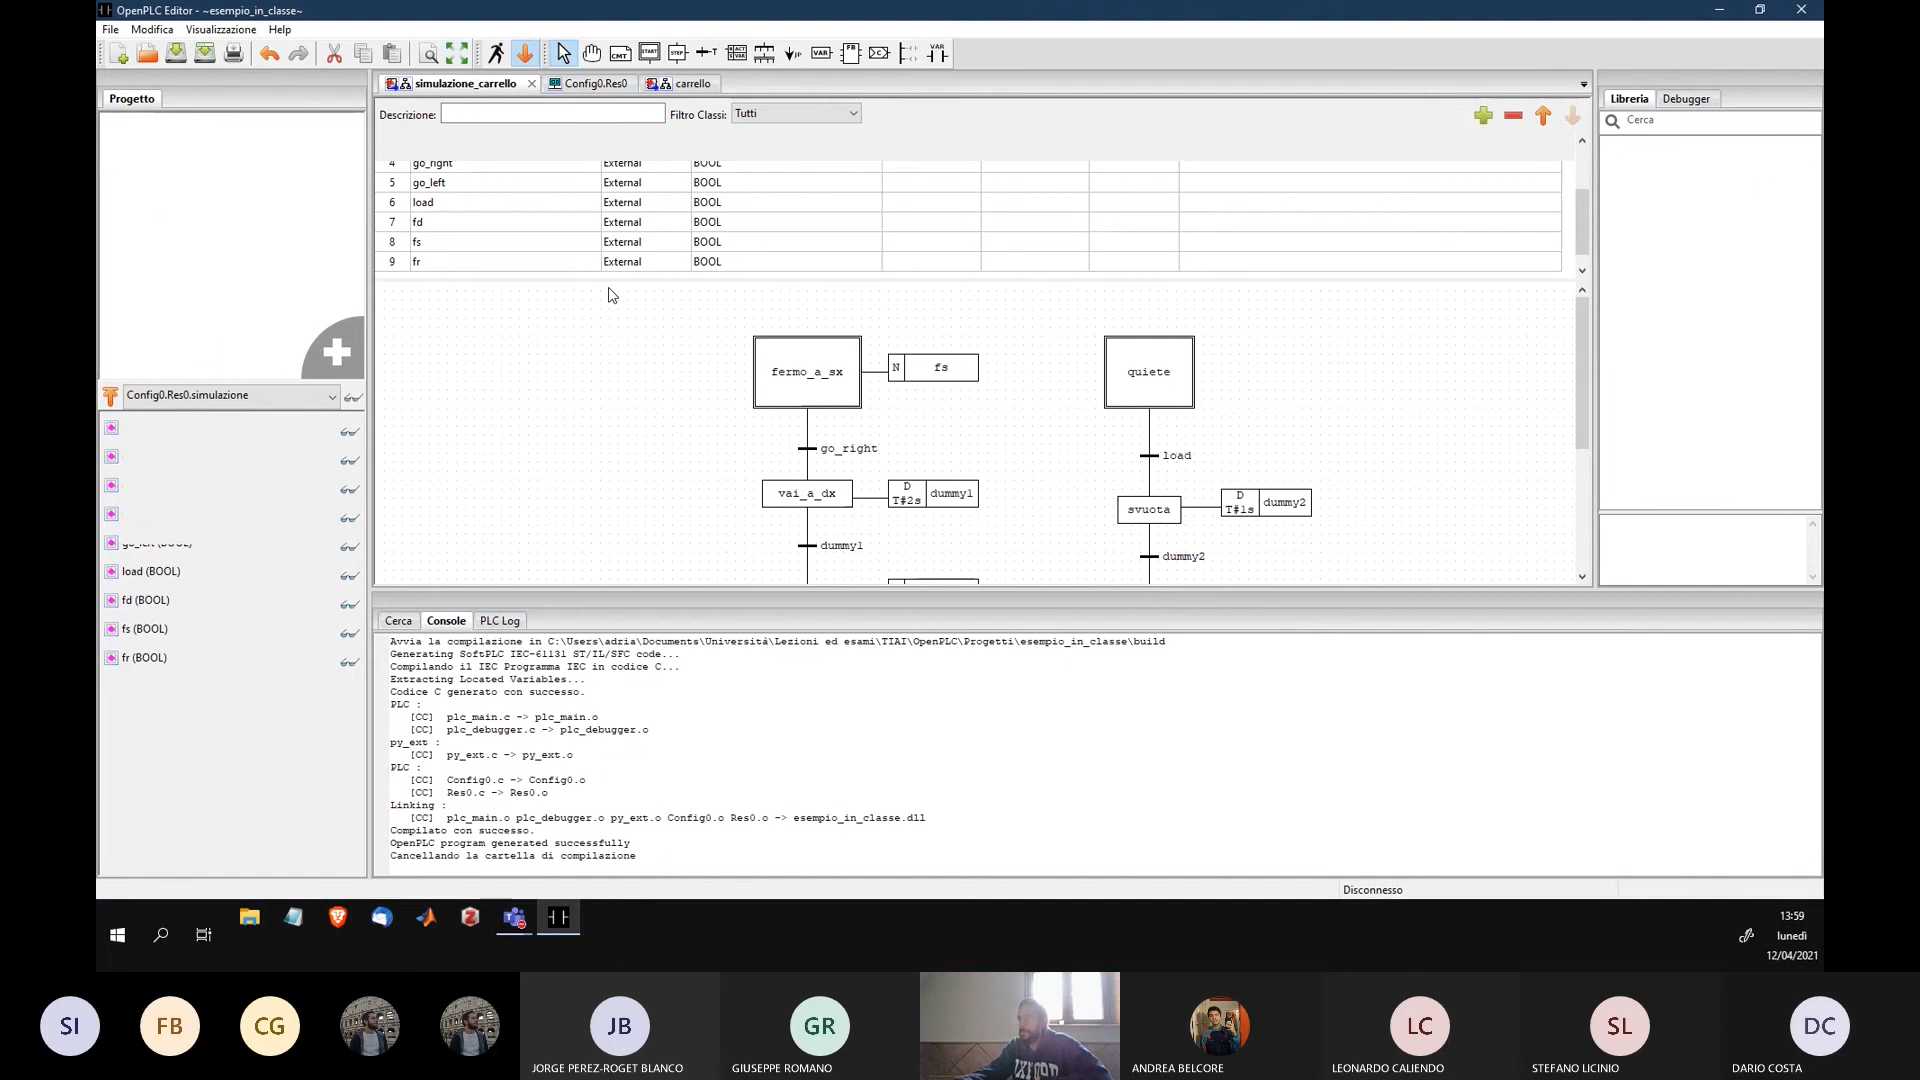 OpenPLC Editor - ~esempio_in_classe~
File Modifica Visualizzazione Help
Progetto
simulazione_carrello Config0.Res0 carrello
Descrizione: Filtro Classi: Tutti
4 go_right External BOOL
5 go_left External BOOL
6 load External BOOL
7 fd External BOOL
8 fs External BOOL
9 fr External BOOL
Libreria Debugger
Cerca
fermo_a_sx N fs
quiete
go_right
load
vai_a_dx D T#2s dummy1
svuota D T#1s dummy2
dummy1
dummy2
Config0.Res0.simulazione
go_left (BOOL)
load (BOOL)
fd (BOOL)
fs (BOOL)
fr (BOOL)
Cerca Console PLC Log
Avvia la compilazione in C:\Users\adria\Documents\Università\Lezioni ed esami\TIAI\OpenPLC\Progetti\esempio_in_classe\build
Generating SoftPLC IEC-61131 ST/IL/SFC code...
Compilando il IEC Programma IEC in codice C...
Extracting Located Variables...
Codice C generato con successo.
PLC :
[CC] plc_main.c -> plc_main.o
[CC] plc_debugger.c -> plc_debugger.o
py_ext :
[CC] py_ext.c -> py_ext.o
PLC :
[CC] Config0.c -> Config0.o
[CC] Res0.c -> Res0.o
Linking :
[CC] plc_main.o plc_debugger.o py_ext.o Config0.o Res0.o -> esempio_in_classe.dll
Compilato con successo.
OpenPLC program generated successfully
Cancellando la cartella di compilazione
Disconnesso
13:59
lunedì
12/04/2021
SI FB CG JB GR LC SL DC
JORGE PEREZ-ROGET BLANCO GIUSEPPE ROMANO ANDREA BELCORE LEONARDO CALIENDO STEFANO LICINIO DARIO COSTA